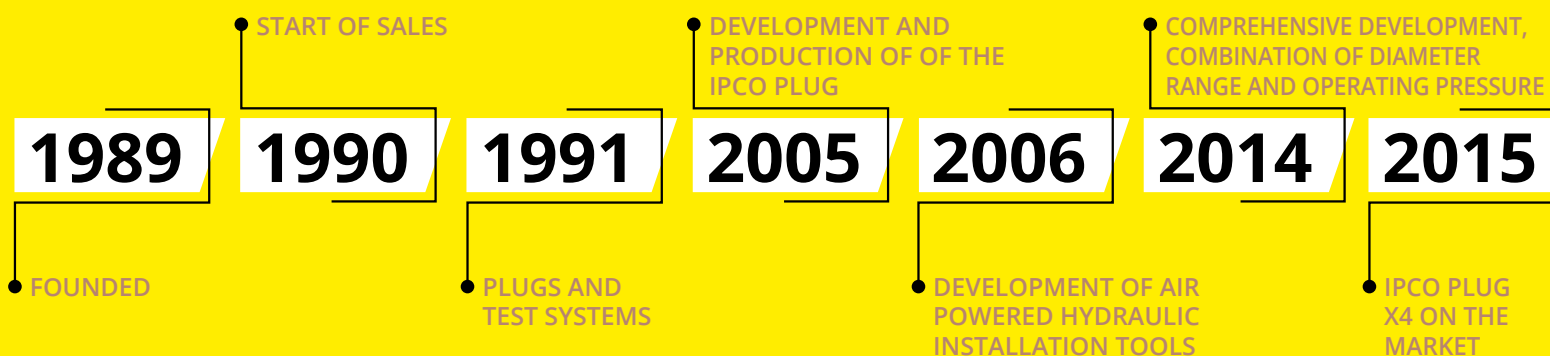 START OF SALES
DEVELOPMENT AND
PRODUCTION OF OF THE
IPCO PLUG
COMPREHENSIVE DEVELOPMENT,
COMBINATION OF DIAMETER
RANGE AND OPERATING PRESSURE
1989
1990
1991
2005
2006
2014
2015
FOUNDED
PLUGS AND
TEST SYSTEMS
DEVELOPMENT OF AIR
POWERED HYDRAULIC
INSTALLATION TOOLS
IPCO PLUG
X4 ON THE
MARKET